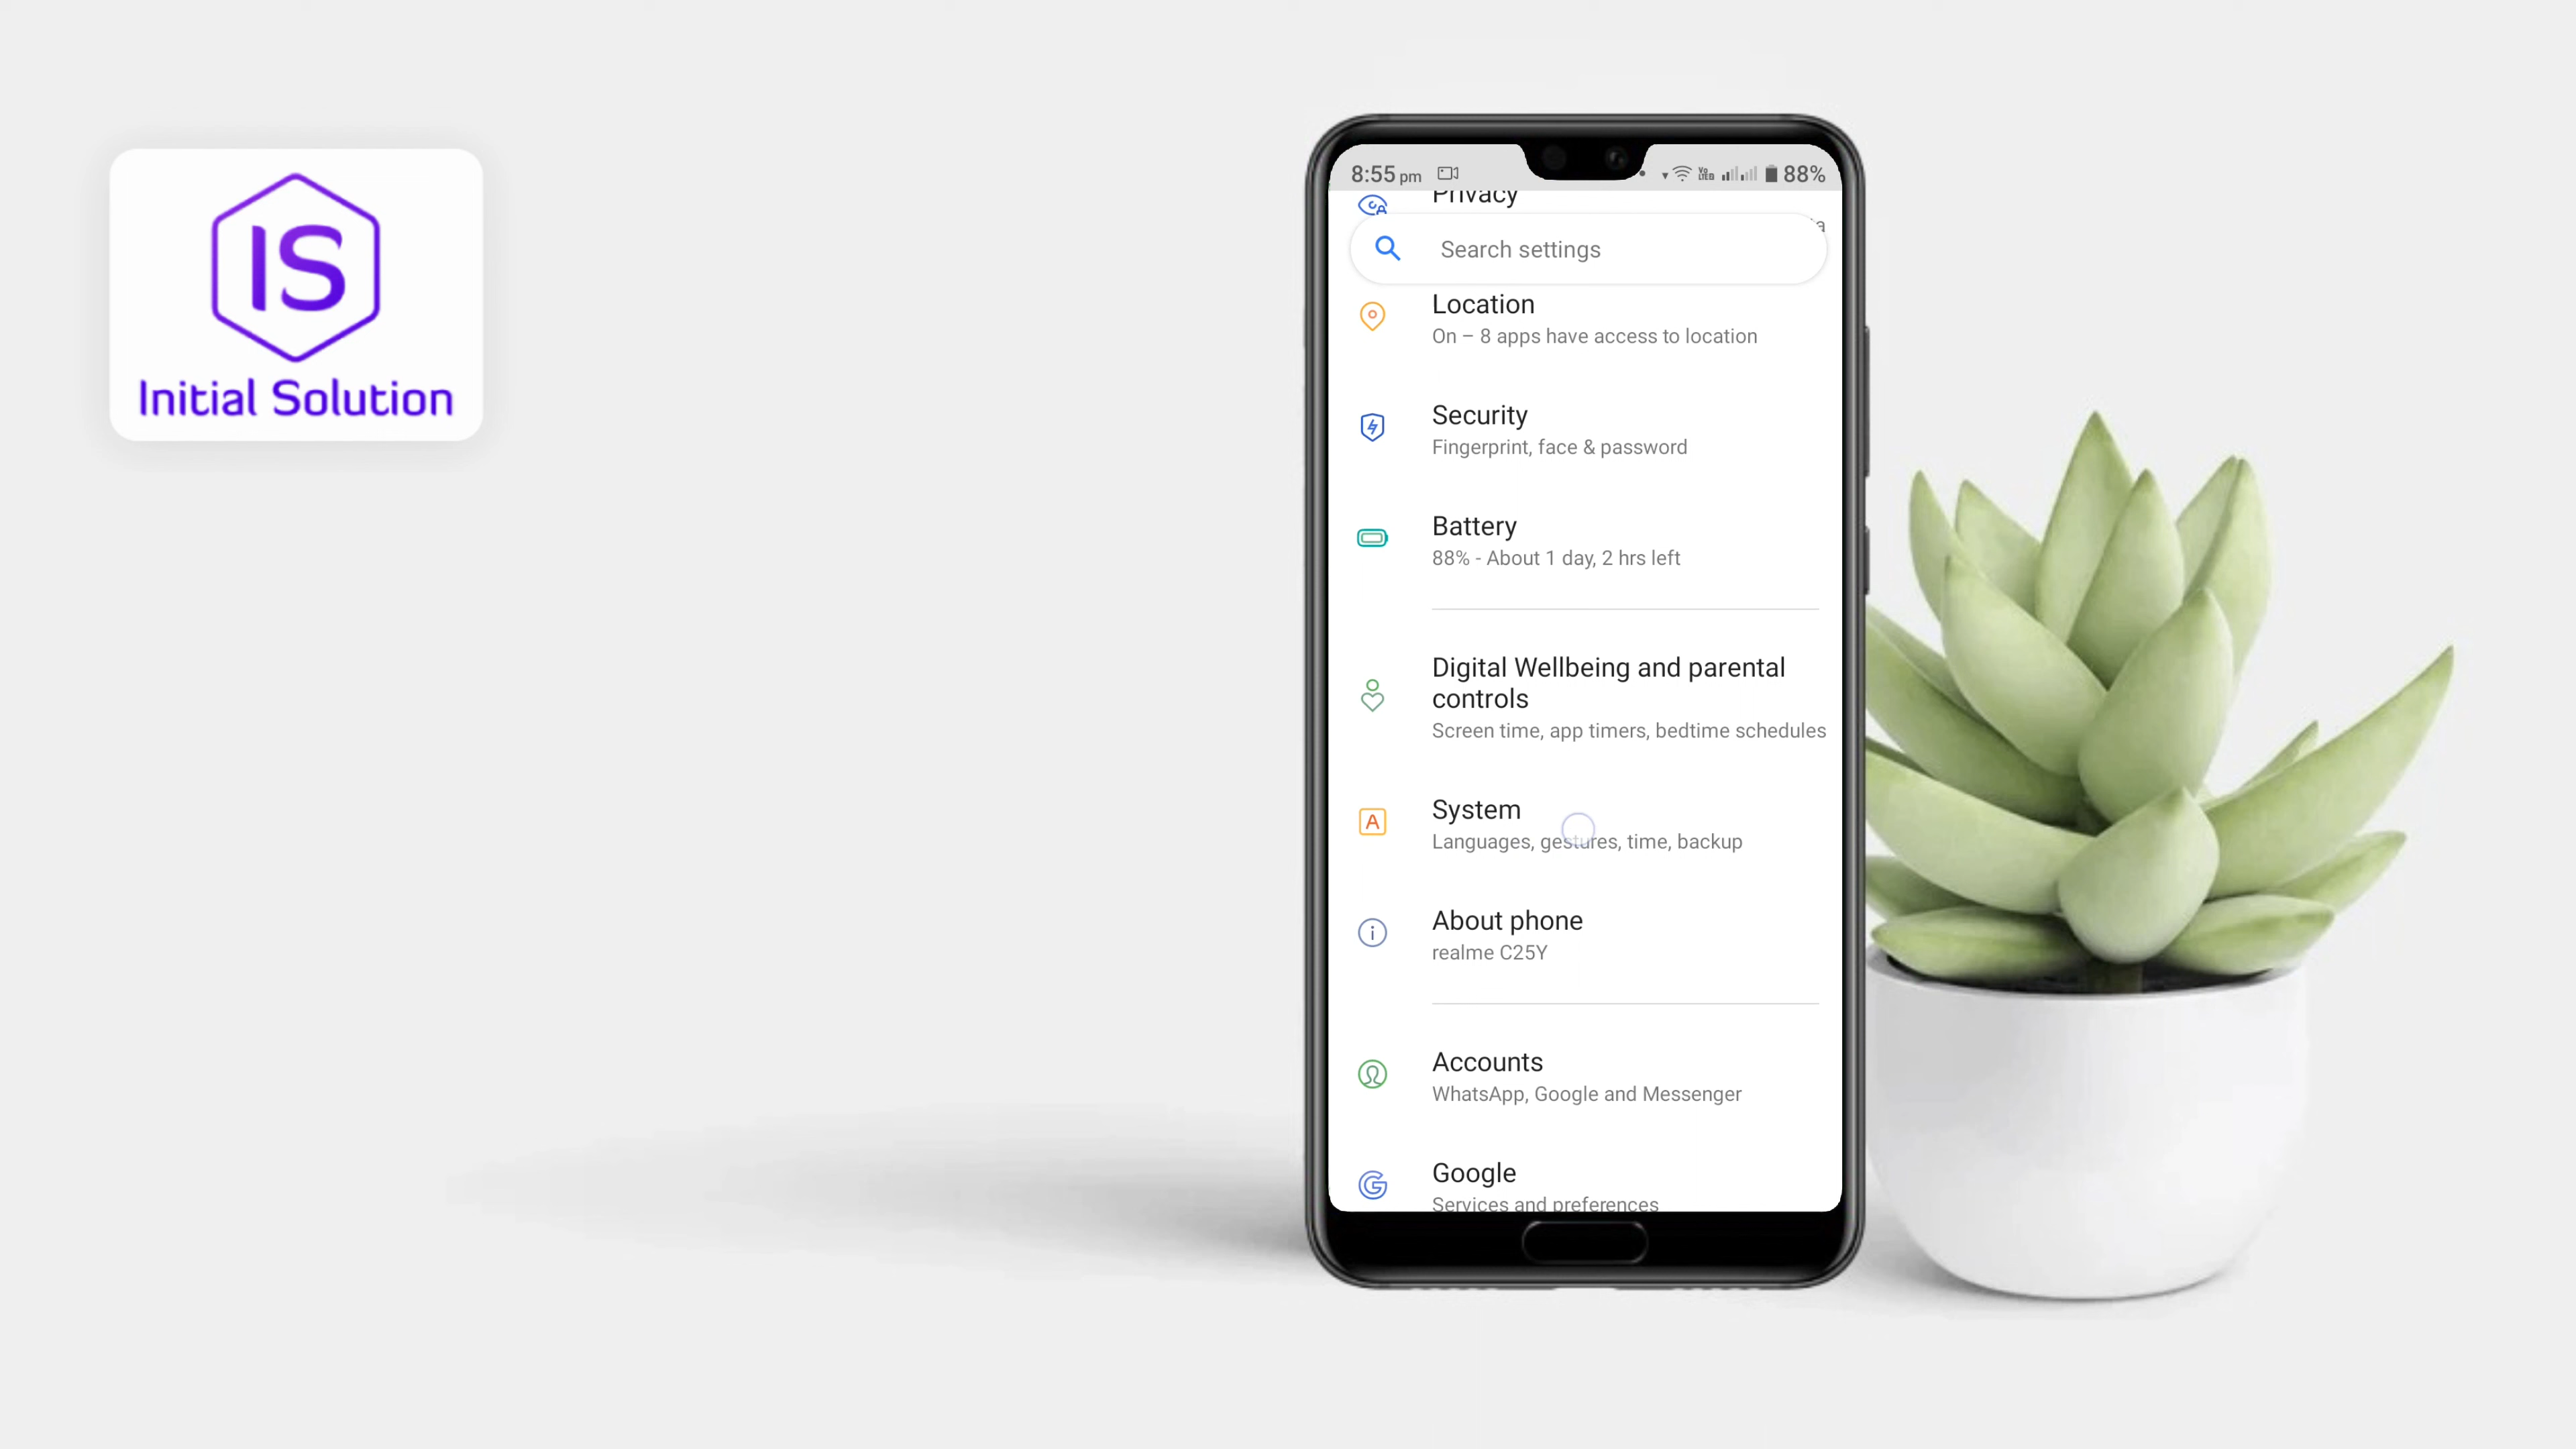 IS
Initial Solution
8:55 pm
88%
Privacy
Search settings
Location
On – 8 apps have access to location
Security
Fingerprint, face & password
Battery
88% - About 1 day, 2 hrs left
Digital Wellbeing and parental
controls
Screen time, app timers, bedtime schedules
A
System
Languages, gestures, time, backup
About phone
realme C25Y
Accounts
WhatsApp, Google and Messenger
Google
Services and preferences